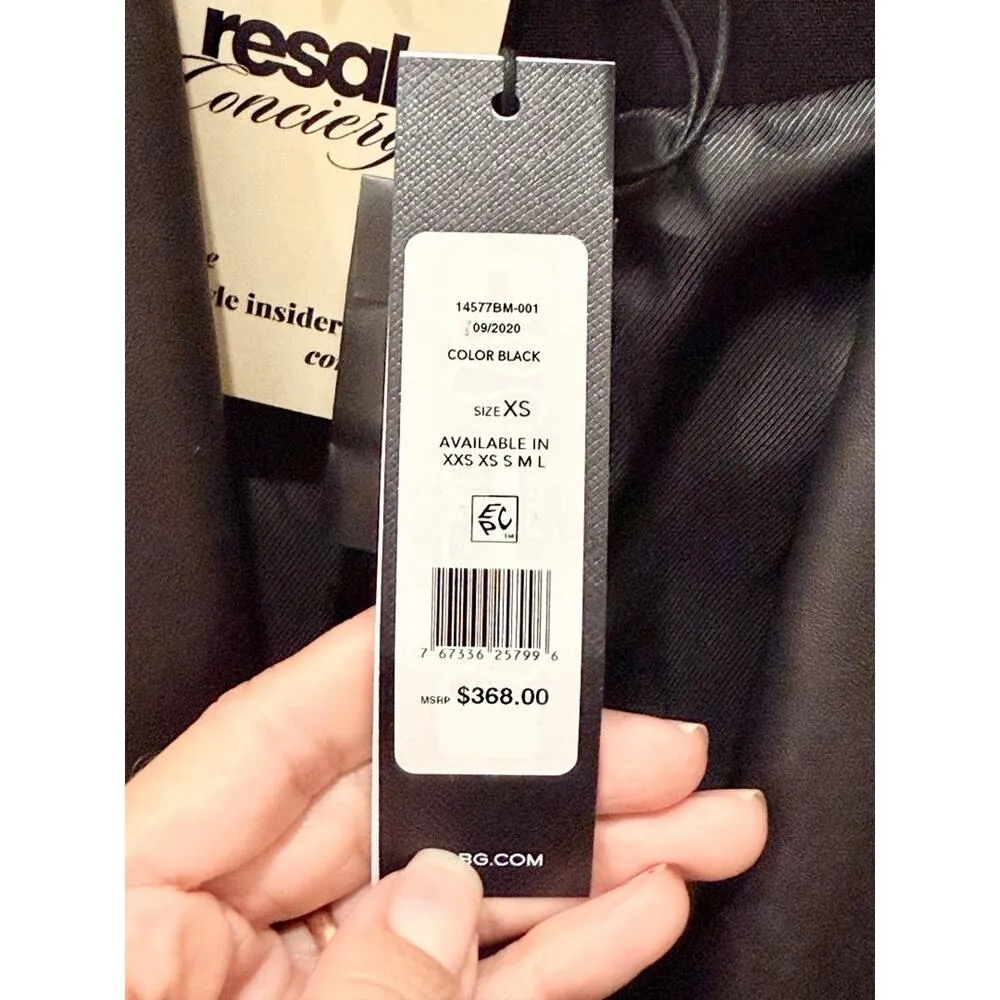 resal
Concierg
e
le insider
co
14577BM-001
09/2020
COLOR BLACK
SIZE XS
AVAILABLE IN
XXS XS S M L
EPC
TM
7 67336 25799 6
MSRP $368.00
BG.COM